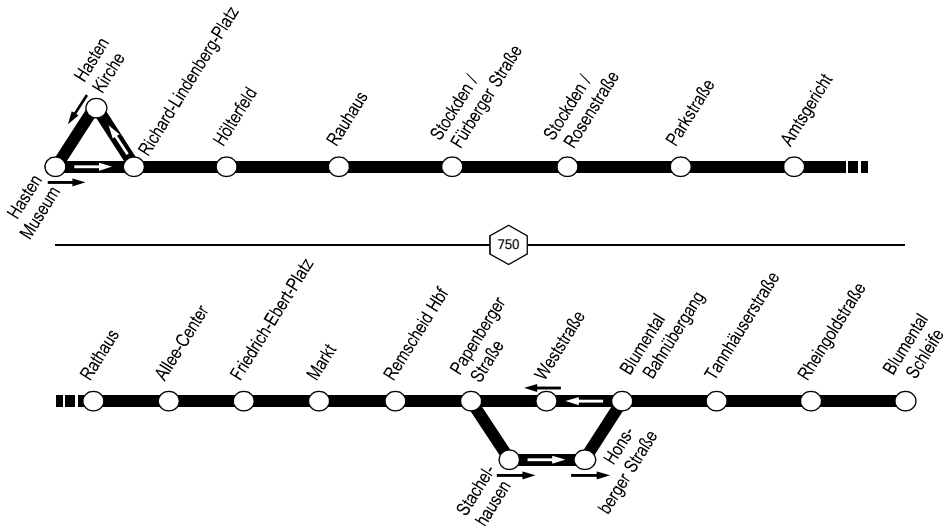 Hasten
Kirche
Richard-Lindenberg-Platz
Hölterfeld
Rauhaus
Stockden /
Fürberger Straße
Stockden /
Rosenstraße
Parkstraße
Amtsgericht
Hasten
Museum
750
Rathaus
Allee-Center
Friedrich-Ebert-Platz
Markt
Remscheid Hbf
Papenberger
Straße
Weststraße
Blumental
Bahnübergang
Tannhäuserstraße
Rheingoldstraße
Blumental
Schleife
Stachel-
hausen
Hons-
berger Straße